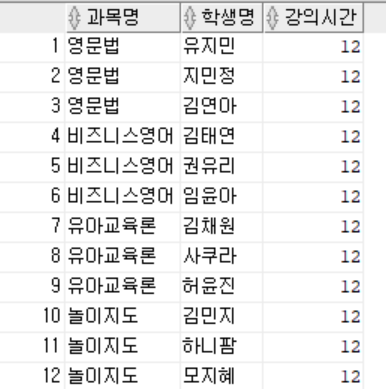 과목명 학생명 강의시간
1 영문법 유지민 12
2 영문법 지민정 12
3 영문법 김연아 12
4 비즈니스영어 김태연 12
5 비즈니스영어 권유리 12
6 비즈니스영어 임윤아 12
7 유아교육론 김채원 12
8 유아교육론 사쿠라 12
9 유아교육론 허윤진 12
10 놀이지도 김민지 12
11 놀이지도 하니팜 12
12 놀이지도 모지혜 12